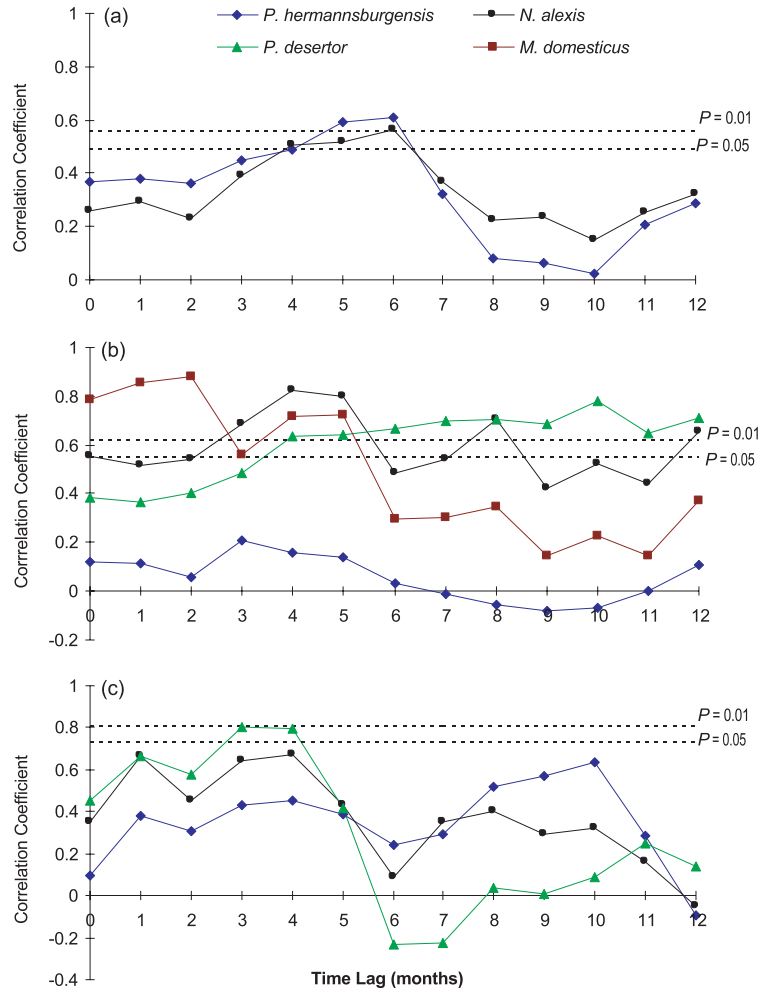 (a)
P. hermannsburgensis
N. alexis
P. desertor
M. domesticus
1
0.8
0.6
0.4
0.2
0
Correlation Coefficient
P = 0.01
P = 0.05
0 1 2 3 4 5 6 7 8 9 10 11 12
(b)
1
0.8
0.6
0.4
0.2
0
-0.2
Corrrelation Coefficient
P = 0.01
P = 0.05
0 1 2 3 4 5 6 7 8 9 10 11 12
(c)
1
0.8
0.6
0.4
0.2
0
-0.2
-0.4
Correlation Coefficient
P = 0.01
P = 0.05
0 1 2 3 4 5 6 7 8 9 10 11 12
Time Lag (months)